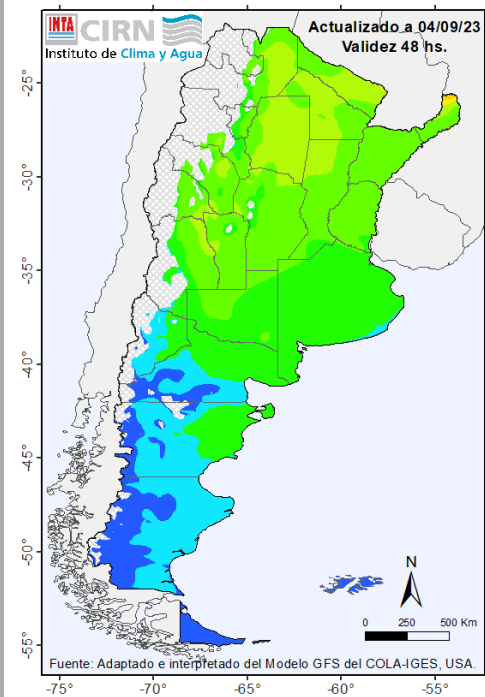 INTA CIRN
Instituto de Clima y Agua
Actualizado a 04/09/23
Validez 48 hs.
-25°
-30°
-35°
-40°
-45°
-50°
-55°
N
0 250 500 Km
Fuente: Adaptado e interpretado del Modelo GFS del COLA-IGES, USA.
-75° -70° -65° -60° -55°